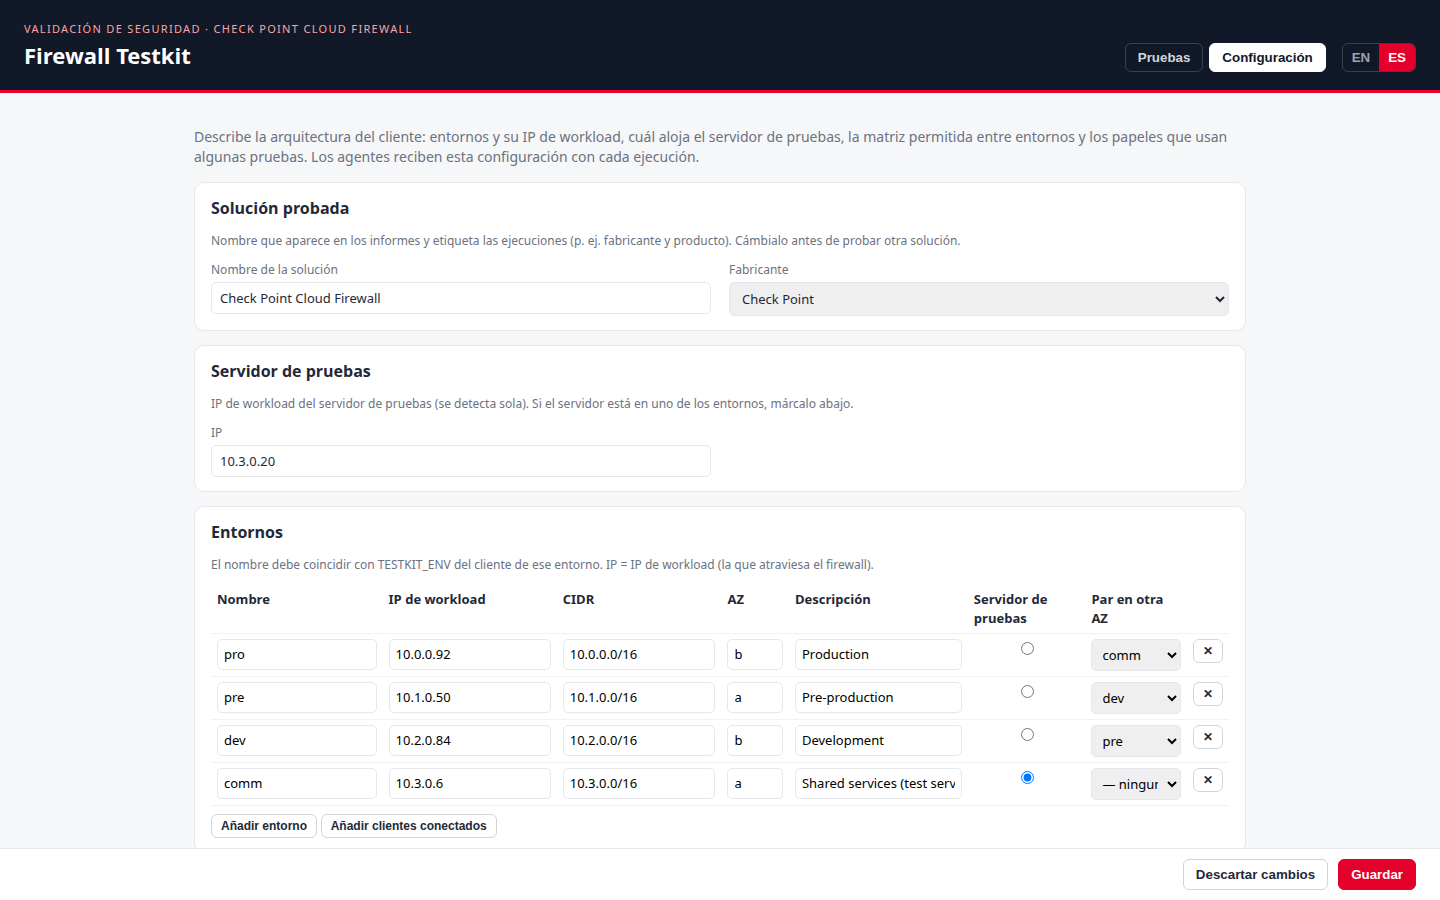 VALIDACIÓN DE SEGURIDAD · CHECK POINT CLOUD FIREWALL
Firewall Testkit
Pruebas
Configuración
EN
ES
Describe la arquitectura del cliente: entornos y su IP de workload, cuál aloja el servidor de pruebas, la matriz permitida entre entornos y los papeles que usan
algunas pruebas. Los agentes reciben esta configuración con cada ejecución.
Solución probada
Nombre que aparece en los informes y etiqueta las ejecuciones (p. ej. fabricante y producto). Cámbialo antes de probar otra solución.
Nombre de la solución
Fabricante
Check Point Cloud Firewall
Check Point
Servidor de pruebas
IP de workload del servidor de pruebas (se detecta sola). Si el servidor está en uno de los entornos, márcalo abajo.
IP
10.3.0.20
Entornos
El nombre debe coincidir con TESTKIT_ENV del cliente de ese entorno. IP = IP de workload (la que atraviesa el firewall).
Nombre IP de workload CIDR AZ Descripción Servidor de pruebas Par en otra AZ
pro 10.0.0.92 10.0.0.0/16 b Production comm ✕
pre 10.1.0.50 10.1.0.0/16 a Pre-production dev ✕
dev 10.2.0.84 10.2.0.0/16 b Development pre ✕
comm 10.3.0.6 10.3.0.0/16 a Shared services (test serv — ningur ✕
Añadir entorno
Añadir clientes conectados
Descartar cambios
Guardar